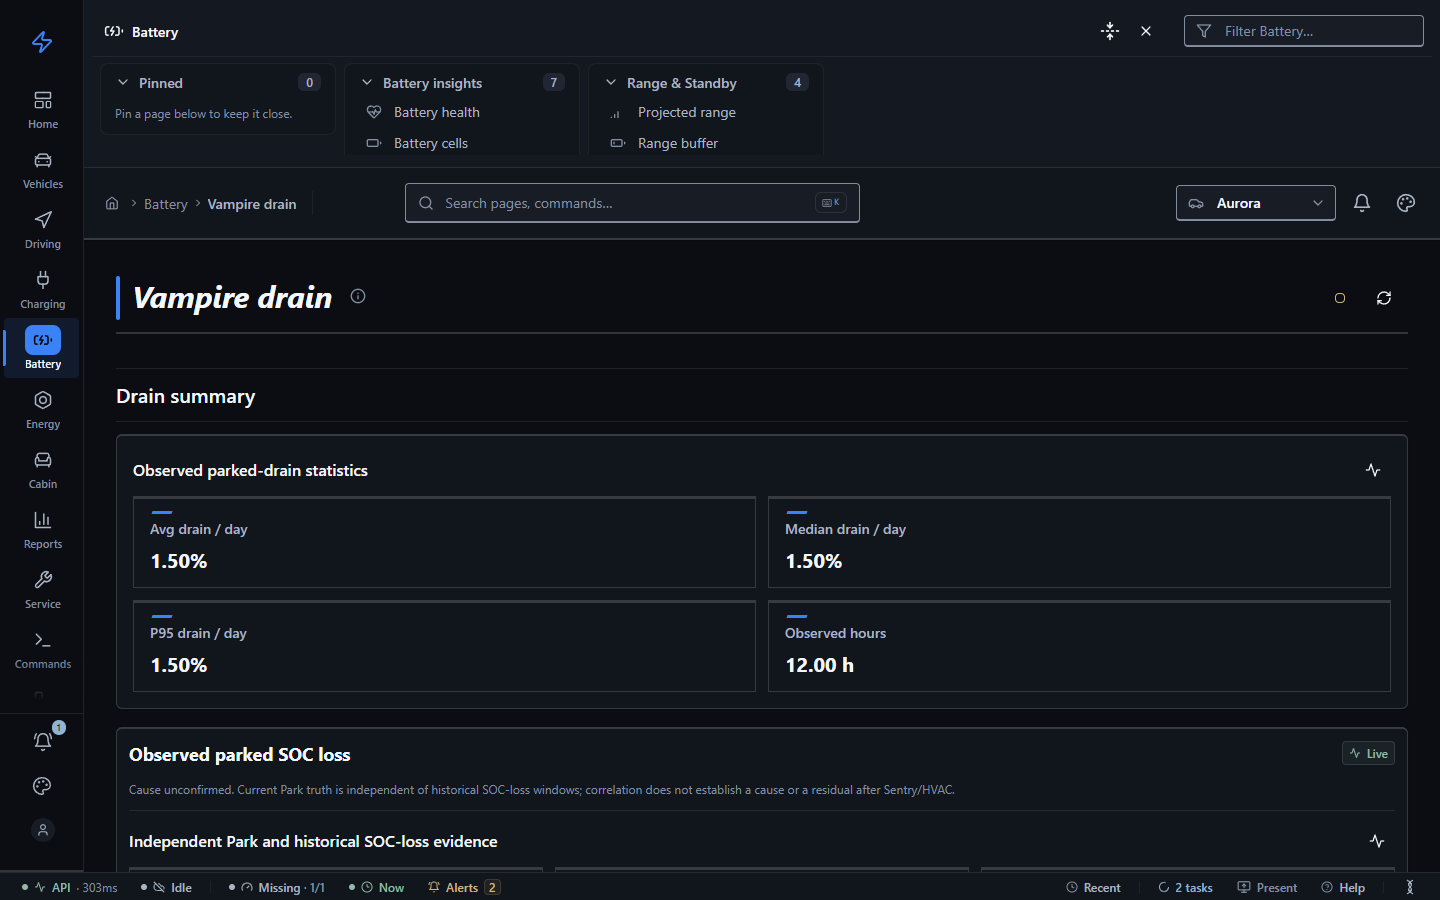 Battery
Filter Battery...
Home
Vehicles
Driving
Charging
Battery
Energy
Cabin
Reports
Service
Commands
1
Pinned
0
Pin a page below to keep it close.
Battery insights
7
Battery health
Battery cells
Range & Standby
4
Projected range
Range buffer
Battery
Vampire drain
Search pages, commands...
K
Aurora
Vampire drain
Drain summary
Observed parked-drain statistics
Avg drain / day
1.50%
Median drain / day
1.50%
P95 drain / day
1.50%
Observed hours
12.00 h
Observed parked SOC loss
Live
Cause unconfirmed. Current Park truth is independent of historical SOC-loss windows; correlation does not establish a cause or a residual after Sentry/HVAC.
Independent Park and historical SOC-loss evidence
API · 303ms
Idle
Missing · 1/1
Now
Alerts 2
Recent
2 tasks
Present
Help